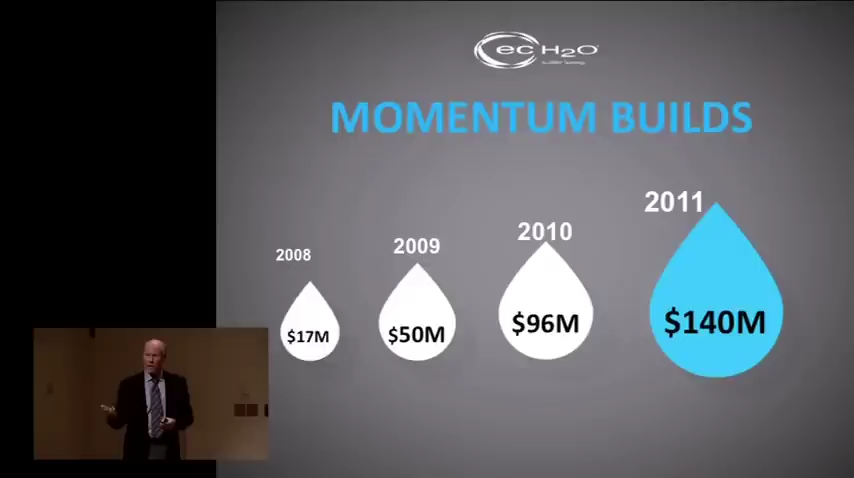 ec H2O
MOMENTUM BUILDS
2008
2009
2010
2011
$17M
$50M
$96M
$140M